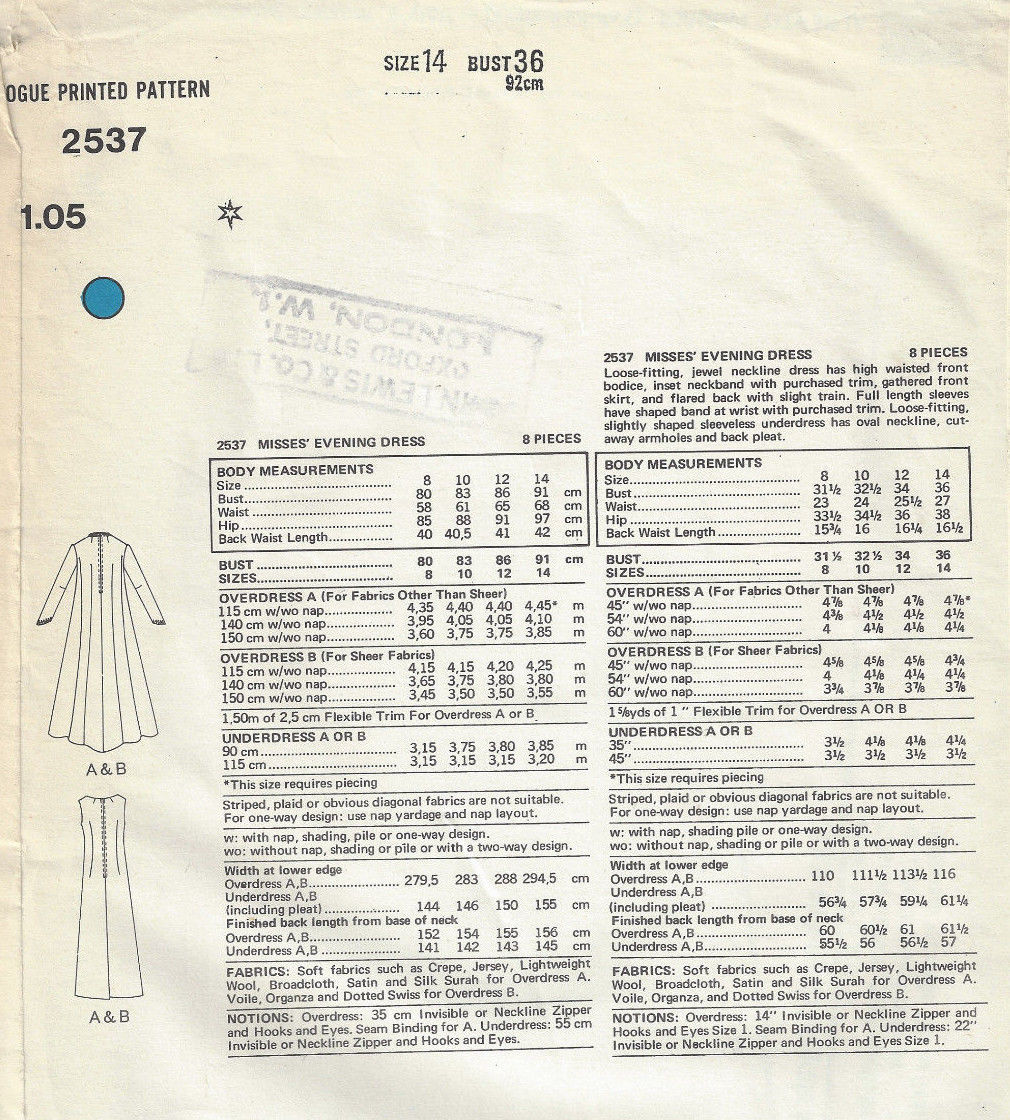 SIZE 14 BUST 36
92cm
OGUE PRINTED PATTERN
2537
1.05
LONDON, W.1.
OXFORD STREET,
N LEWIS & CO. L
2537 MISSES' EVENING DRESS 8 PIECES
BODY MEASUREMENTS
Size 8 10 12 14
Bust 80 83 86 91 cm
Waist 58 61 65 68 cm
Hip 85 88 91 97 cm
Back Waist Length 40 40,5 41 42 cm
BUST 80 83 86 91 cm
SIZES 8 10 12 14
OVERDRESS A (For Fabrics Other Than Sheer)
115 cm w/wo nap 4,35 4,40 4,40 4,45* m
140 cm w/wo nap 3,95 4,05 4,05 4,10 m
150 cm w/wo nap 3,60 3,75 3,75 3,85 m
OVERDRESS B (For Sheer Fabrics)
115 cm w/wo nap 4,15 4,15 4,20 4,25 m
140 cm w/wo nap 3,65 3,75 3,80 3,80 m
150 cm w/wo nap 3,45 3,50 3,50 3,55 m
1,50m of 2,5 cm Flexible Trim For Overdress A or B
UNDERDRESS A OR B
90 cm 3,15 3,75 3,80 3,85 m
115 cm 3,15 3,15 3,15 3,20 m
*This size requires piecing
Striped, plaid or obvious diagonal fabrics are not suitable.
For one-way design: use nap yardage and nap layout.
w: with nap, shading, pile or one-way design.
wo: without nap, shading or pile or with a two-way design.
Width at lower edge
Overdress A,B 279,5 283 288 294,5 cm
Underdress A,B
(including pleat) 144 146 150 155 cm
Finished back length from base of neck
Overdress A,B 152 154 155 156 cm
Underdress A,B 141 142 143 145 cm
FABRICS: Soft fabrics such as Crepe, Jersey, Lightweight
Wool, Broadcloth, Satin and Silk Surah for Overdress A.
Voile, Organza and Dotted Swiss for Overdress B.
NOTIONS: Overdress: 35 cm Invisible or Neckline Zipper
and Hooks and Eyes. Seam Binding for A. Underdress: 55 cm
Invisible or Neckline Zipper and Hooks and Eyes.
2537 MISSES' EVENING DRESS 8 PIECES
Loose-fitting, jewel neckline dress has high waisted front
bodice, inset neckband with purchased trim, gathered front
skirt, and flared back with slight train. Full length sleeves
have shaped band at wrist with purchased trim. Loose-fitting,
slightly shaped sleeveless underdress has oval neckline, cut-
away armholes and back pleat.
BODY MEASUREMENTS
Size 8 10 12 14
Bust 31½ 32½ 34 36
Waist 23 24 25½ 27
Hip 33½ 34½ 36 38
Back Waist Length 15¾ 16 16¼ 16½
BUST 31 ½ 32 ½ 34 36
SIZES 8 10 12 14
OVERDRESS A (For Fabrics Other Than Sheer)
45" w/wo nap 4⅞ 4⅞ 4⅞ 4⅞*
54" w/wo nap 4⅜ 4½ 4½ 4½
60" w/wo nap 4 4⅛ 4⅛ 4¼
OVERDRESS B (For Sheer Fabrics)
45" w/wo nap 4⅝ 4⅝ 4⅝ 4¾
54" w/wo nap 4 4⅛ 4¼ 4¼
60" w/wo nap 3¾ 3⅞ 3⅞ 3⅞
1⅝yds of 1 " Flexible Trim for Overdress A OR B
UNDERDRESS A OR B
35" 3½ 4⅛ 4⅛ 4¼
45" 3½ 3½ 3½ 3½
*This size requires piecing
Striped, plaid or obvious diagonal fabrics are not suitable.
For one-way design: use nap yardage and nap layout.
w: with nap, shading pile or one-way design.
wo: without nap, shading or pile or with a two-way design.
Width at lower edge
Overdress A,B 110 111½ 113½ 116
Underdress A,B
(including pleat) 56¾ 57¾ 59¼ 61¼
Finished back length from base of neck
Overdress A,B 60 60½ 61 61½
Underdress A,B 55½ 56 56½ 57
FABRICS: Soft fabrics such as Crepe, Jersey, Lightweight
Wool, Broadcloth, Satin and Silk Surah for Overdress A.
Voile, Organza, and Dotted Swiss for Overdress B.
NOTIONS: Overdress: 14" Invisible or Neckline Zipper and
Hooks and Eyes Size 1. Seam Binding for A. Underdress: 22"
Invisible or Neckline Zipper and Hooks and Eyes Size 1.
A & B
A & B